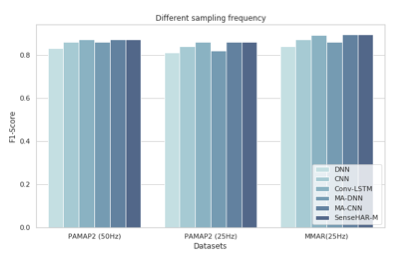 Different sampling frequency
0.8
0.6
0.4
0.2
0.0
F1-Score
DNN
CNN
Conv-LSTM
MA-DNN
MA-CNN
SenseHAR-M
PAMAP2 (50Hz)
PAMAP2 (25Hz)
MMAR(25Hz)
Datasets